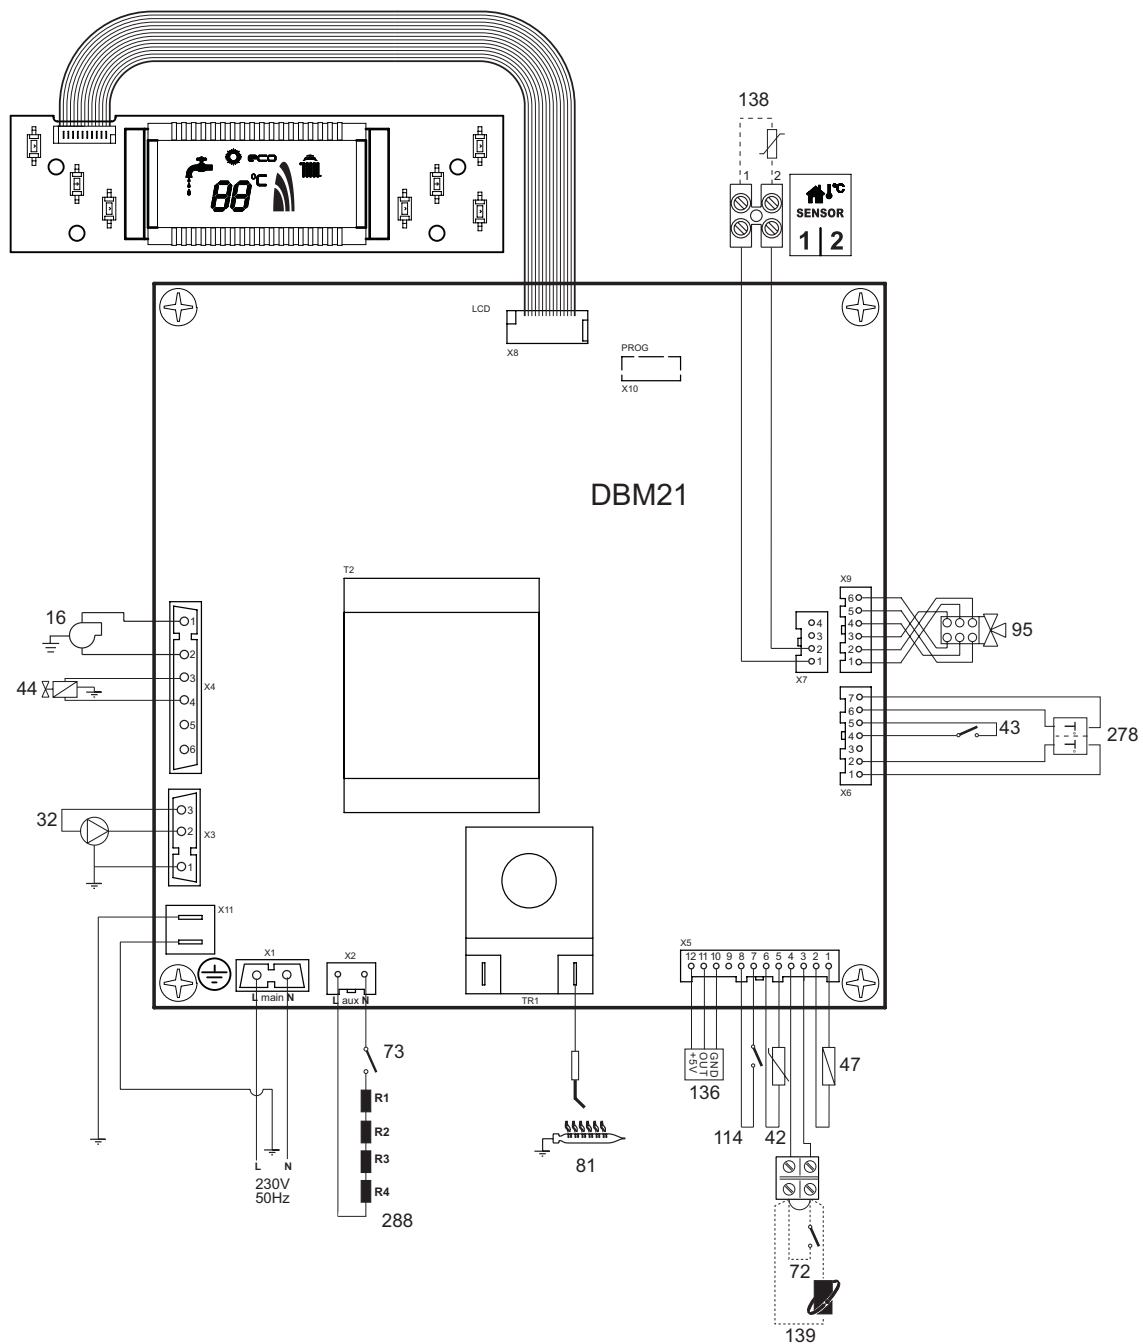 138
eco
88 °C
1 2
°C
SENSOR
1 | 2
LCD
X8
PROG
X10
DBM21
T2
X9
6
5
4
3
2
1
95
16
1
2
3
X4
44
4
5
6
4
3
2
1
X7
7
6
5
4
3
2
1
X6
43
278
32
3
2
X3
1
X11
X1
L main N
X2
L aux N
TR1
X5
12 11 10 9 8 7 6 5 4 3 2 1
73
R1
R2
R3
R4
288
L N
230V
50Hz
81
+5V
OUT
GND
136
114
42
47
72
139